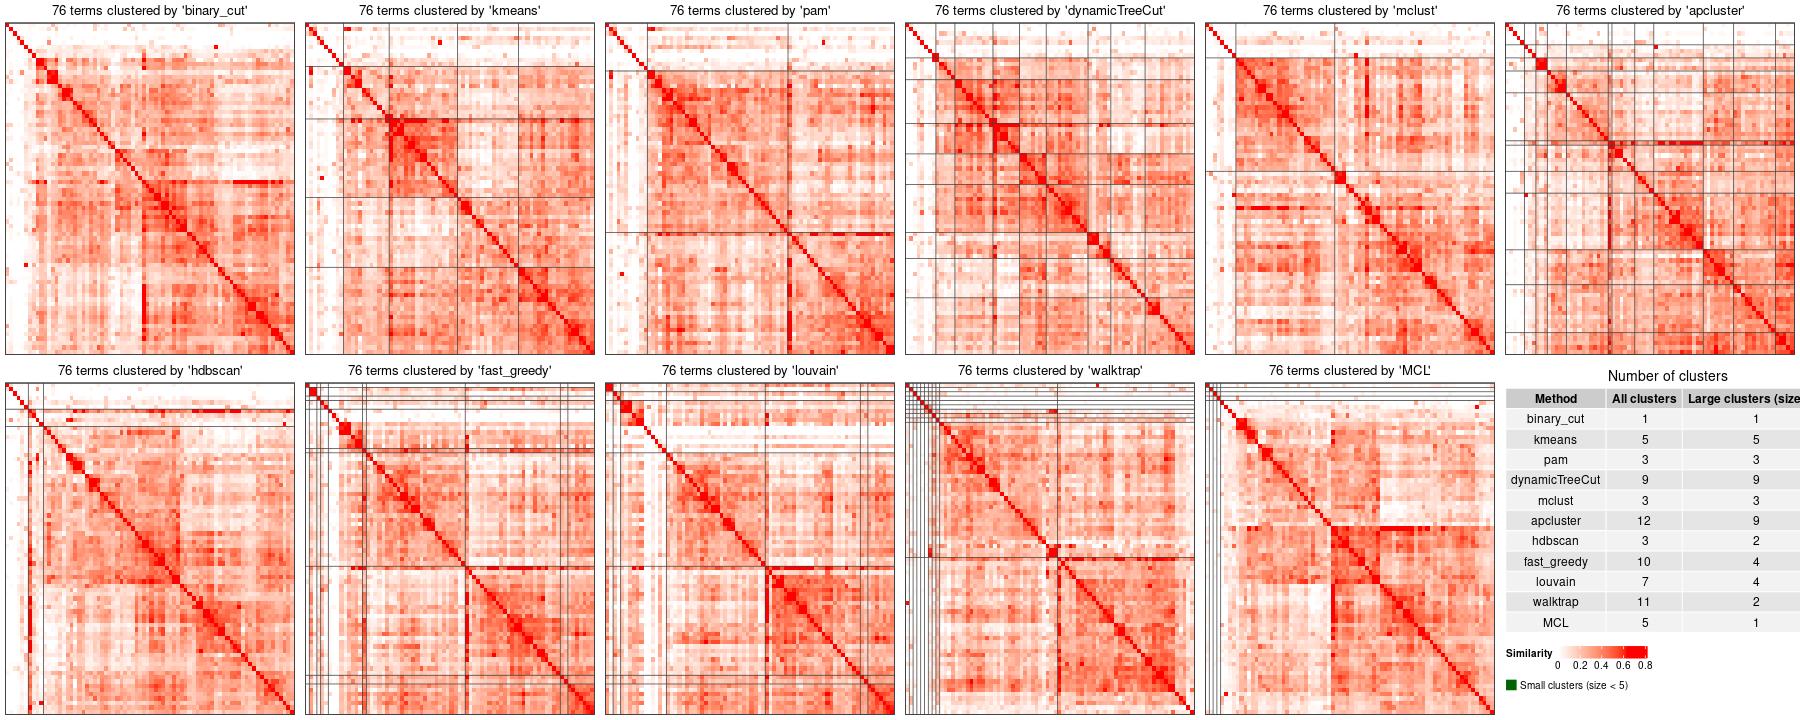 76 terms clustered by 'binary_cut'
76 terms clustered by 'kmeans'
76 terms clustered by 'pam'
76 terms clustered by 'dynamicTreeCut'
76 terms clustered by 'mclust'
76 terms clustered by 'apcluster'
76 terms clustered by 'hdbscan'
76 terms clustered by 'fast_greedy'
76 terms clustered by 'louvain'
76 terms clustered by 'walktrap'
76 terms clustered by 'MCL'
Number of clusters
Method All clusters Large clusters (size
binary_cut 1 1
kmeans 5 5
pam 3 3
dynamicTreeCut 9 9
mclust 3 3
apcluster 12 9
hdbscan 3 2
fast_greedy 10 4
louvain 7 4
walktrap 11 2
MCL 5 1
Similarity
0 0.2 0.4 0.6 0.8
Small clusters (size < 5)